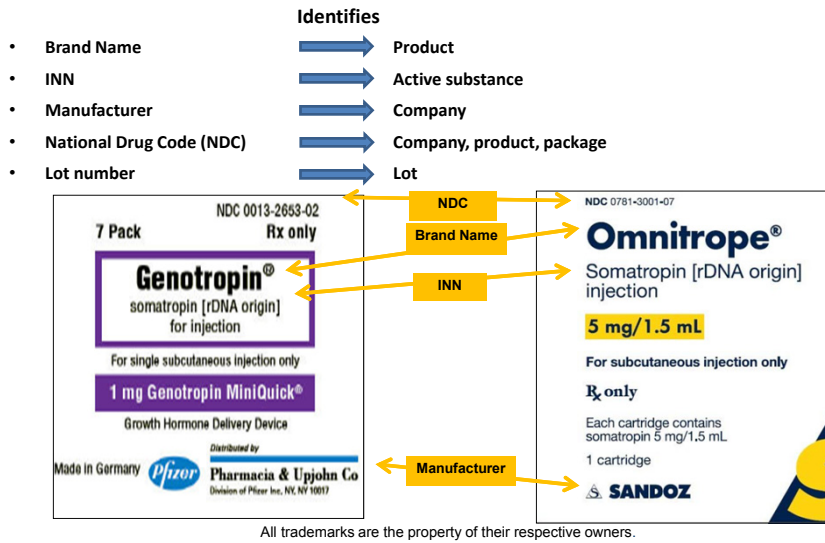 Identifies
• Brand Name Product
• INN Active substance
• Manufacturer Company
• National Drug Code (NDC) Company, product, package
• Lot number Lot
NDC 0013-2653-02
7 Pack Rx only
Genotropin®
somatropin [rDNA origin]
for injection
For single subcutaneous injection only
1 mg Genotropin MiniQuick®
Growth Hormone Delivery Device
Made in Germany
Pfizer
Distributed by
Pharmacia & Upjohn Co
Division of Pfizer Inc, NY, NY 10017
NDC
Brand Name
INN
Manufacturer
NDC 0781-3001-07
Omnitrope®
Somatropin [rDNA origin]
injection
5 mg/1.5 mL
For subcutaneous injection only
Rx only
Each cartridge contains
somatropin 5 mg/1.5 mL
1 cartridge
SANDOZ
All trademarks are the property of their respective owners.